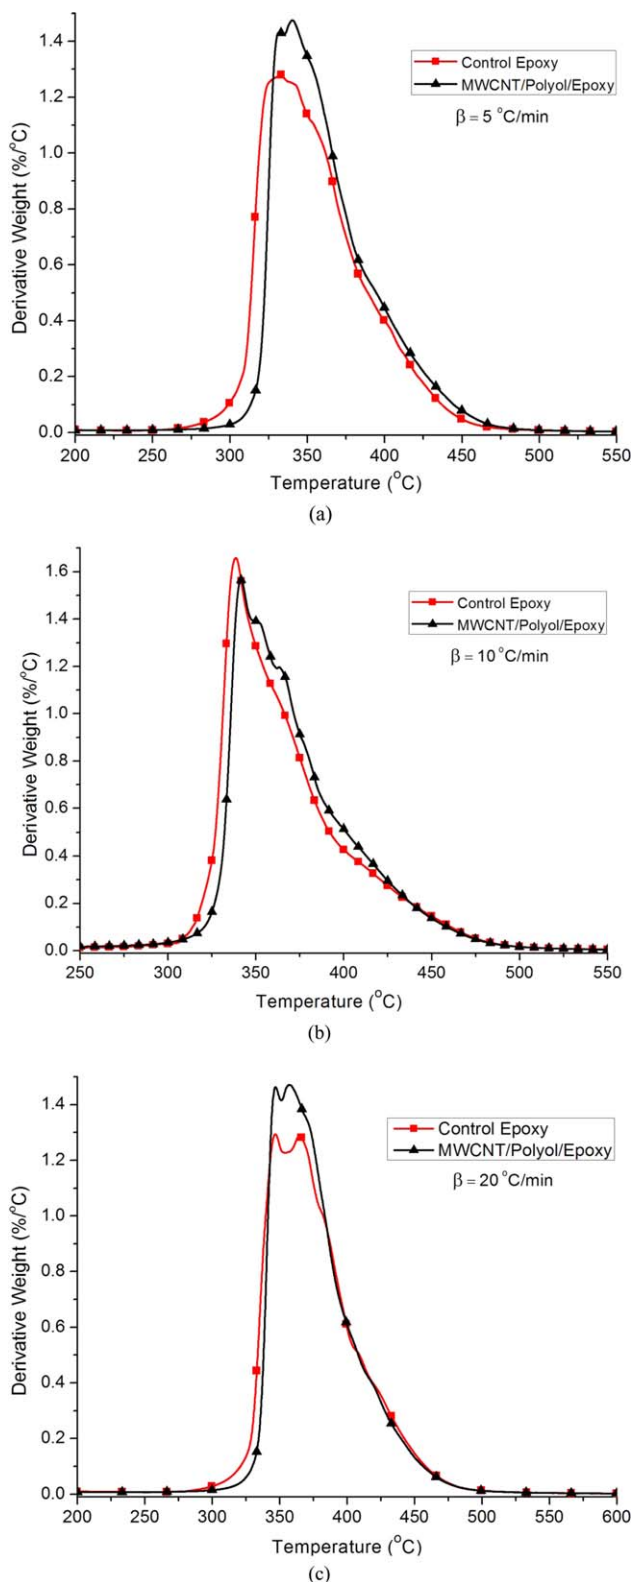 1.4
1.2
1.0
0.8
0.6
0.4
0.2
0.0
Derivative Weight (%/°C)
Control Epoxy
MWCNT/Polyol/Epoxy
β = 5 °C/min
200 250 300 350 400 450 500 550
Temperature (°C)
(a)
1.6
1.4
1.2
1.0
0.8
0.6
0.4
0.2
0.0
Derivative Weight (%/°C)
Control Epoxy
MWCNT/Polyol/Epoxy
β = 10 °C/min
250 300 350 400 450 500 550
Temperature (°C)
(b)
1.4
1.2
1.0
0.8
0.6
0.4
0.2
0.0
Derivative Weight (%/°C)
Control Epoxy
MWCNT/Polyol/Epoxy
β = 20 °C/min
200 250 300 350 400 450 500 550 600
Temperature (°C)
(c)